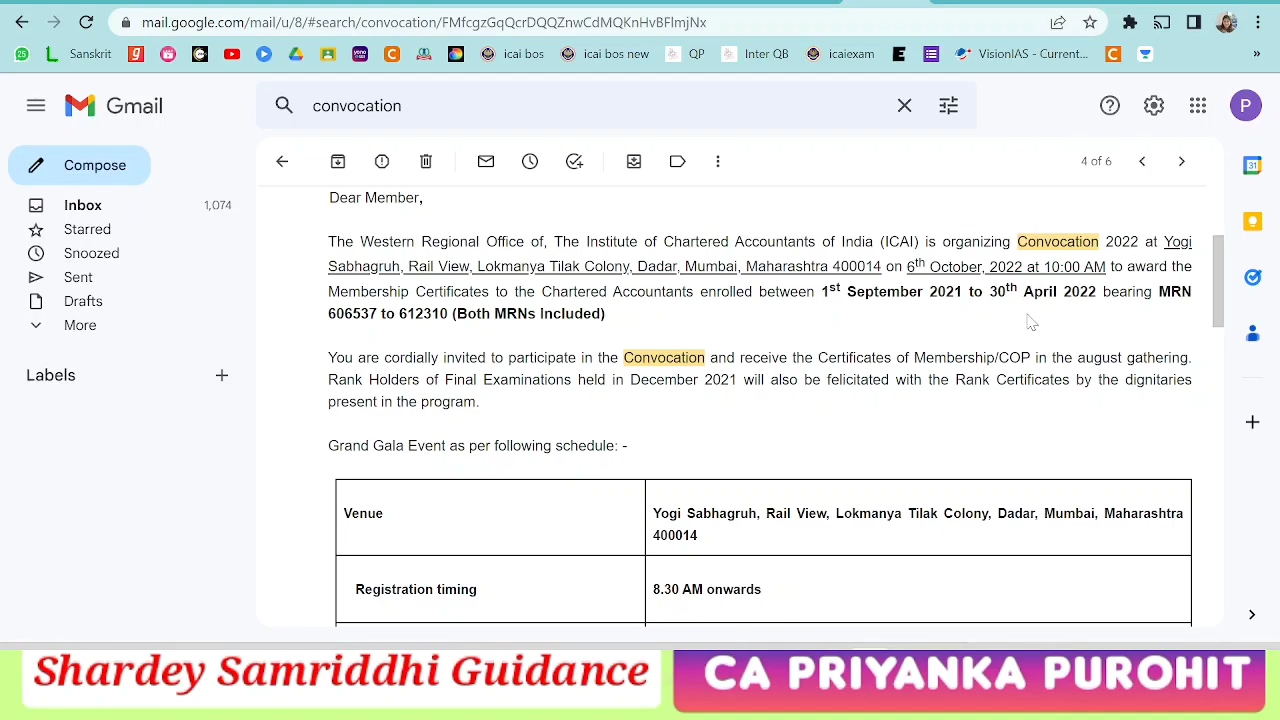 mail.google.com/mail/u/8/#search/convocation/FMfcgzGqQcrDQQZnwCdMQKnHvBFlmjNx
Sanskrit
icai bos
icai bos new
QP
Inter QB
icaiexam
VisionIAS - Current...
»
Gmail
convocation
P
Compose
4 of 6
Inbox 1,074
Starred
Snoozed
Sent
Drafts
More
Labels
Dear Member,
The Western Regional Office of, The Institute of Chartered Accountants of India (ICAI) is organizing Convocation 2022 at Yogi
Sabhagruh, Rail View, Lokmanya Tilak Colony, Dadar, Mumbai, Maharashtra 400014 on 6th October, 2022 at 10:00 AM to award the
Membership Certificates to the Chartered Accountants enrolled between 1st September 2021 to 30th April 2022 bearing MRN
606537 to 612310 (Both MRNs Included)
You are cordially invited to participate in the Convocation and receive the Certificates of Membership/COP in the august gathering.
Rank Holders of Final Examinations held in December 2021 will also be felicitated with the Rank Certificates by the dignitaries
present in the program.
Grand Gala Event as per following schedule: -
Venue
Yogi Sabhagruh, Rail View, Lokmanya Tilak Colony, Dadar, Mumbai, Maharashtra
400014
Registration timing
8.30 AM onwards
Shardey Samriddhi Guidance
CA PRIYANKA PUROHIT